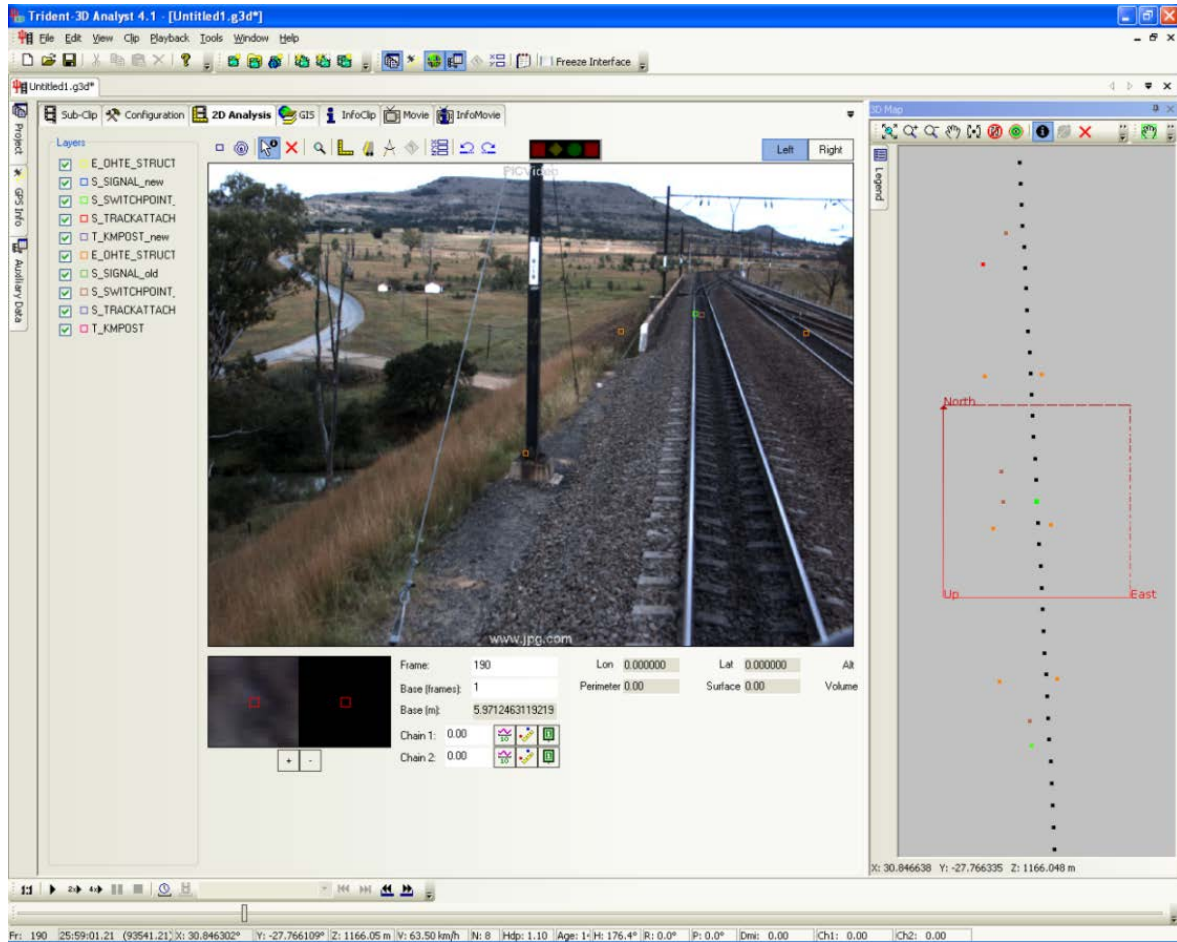 Trident-3D Analyst 4.1 - [Untitled1.g3d*]
File Edit View Clip Playback Tools Window Help
Freeze Interface
Untitled1.g3d*
Sub-Clip Configuration 2D Analysis GIS InfoClip Movie InfoMovie
3D Map
Project
GPS Info
Auxiliary Data
Layers
E_OHTE_STRUCT
S_SIGNAL_new
S_SWITCHPOINT_
S_TRACKATTACH
T_KMPOST_new
E_OHTE_STRUCT
S_SIGNAL_old
S_SWITCHPOINT_
S_TRACKATTACH
T_KMPOST
Left Right
Legend
PICVideo
www.jpg.com
North
Up East
Frame: 190 Lon 0.000000 Lat 0.000000 Alt
Base (frames): 1 Perimeter 0.00 Surface 0.00 Volume
Base (m): 5.9712463119219
Chain 1: 0.00
Chain 2: 0.00
+ -
X: 30.846638 Y: -27.766335 Z: 1166.048 m
1:1 2x 4x
Fr: 190 25:59:01.21 (93541.21) X: 30.846302° Y: -27.766109° Z: 1166.05 m V: 63.50 km/h N: 8 Hdp: 1.10 Age: 1 H: 176.4° R: 0.0° P: 0.0° Dmi: 0.00 Ch1: 0.00 Ch2: 0.00